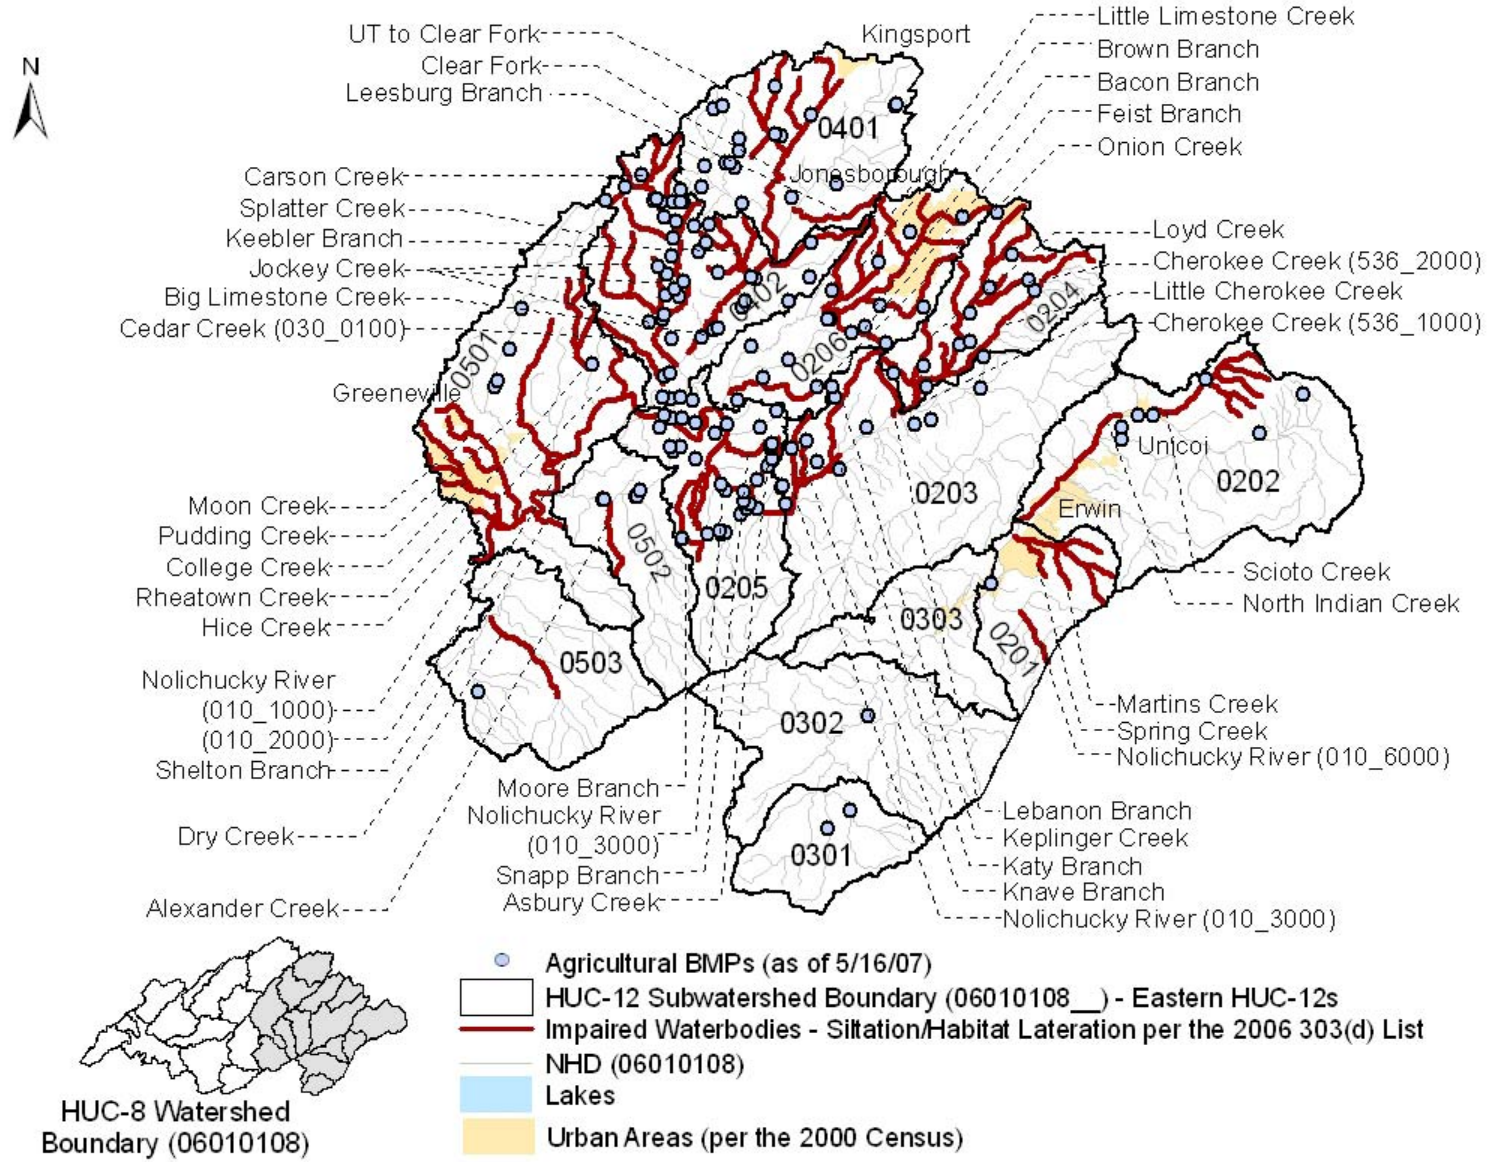 N
UT to Clear Fork
Clear Fork
Leesburg Branch
Kingsport
Little Limestone Creek
Brown Branch
Bacon Branch
Feist Branch
Onion Creek
Carson Creek
Splatter Creek
Keebler Branch
Jockey Creek
Big Limestone Creek
Cedar Creek (030_0100)
Jonesborough
Loyd Creek
Cherokee Creek (536_2000)
Little Cherokee Creek
Cherokee Creek (536_1000)
0401
0402
0204
0206
0501
Greeneville
Unicoi
0202
0203
Erwin
0502
0205
0303
0201
0503
0302
0301
Moon Creek
Pudding Creek
College Creek
Rheatown Creek
Hice Creek
Nolichucky River
(010_1000)
(010_2000)
Shelton Branch
Dry Creek
Alexander Creek
Scioto Creek
North Indian Creek
Martins Creek
Spring Creek
Nolichucky River (010_6000)
Moore Branch
Nolichucky River
(010_3000)
Snapp Branch
Asbury Creek
Lebanon Branch
Keplinger Creek
Katy Branch
Knave Branch
Nolichucky River (010_3000)
HUC-8 Watershed
Boundary (06010108)
Agricultural BMPs (as of 5/16/07)
HUC-12 Subwatershed Boundary (06010108__) - Eastern HUC-12s
Impaired Waterbodies - Siltation/Habitat Lateration per the 2006 303(d) List
NHD (06010108)
Lakes
Urban Areas (per the 2000 Census)